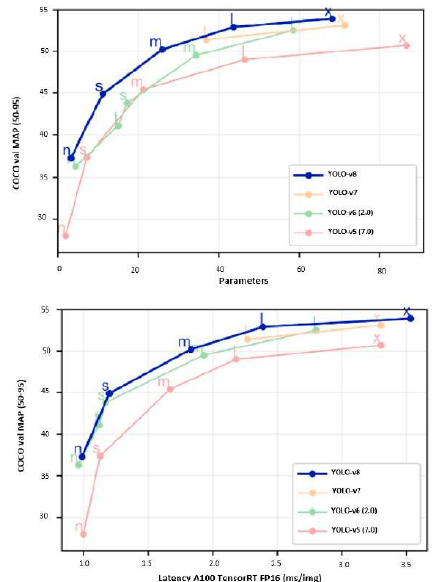 55
50
45
40
35
30
COCO val MAP (50-95)
n
s
m
l
x
l
x
n
s
m
l
t
s
m
l
n
s
m
l
x
YOLO-v8
YOLO-v7
YOLO-v6 (2.0)
YOLO-v5 (7.0)
0 20 40 60 80
Parameters
55
50
45
40
35
30
COCO val MAP (50-95)
n
s
m
l
x
x
n
t
s
m
l
n
s
m
l
x
YOLO-v8
YOLO-v7
YOLO-v6 (2.0)
YOLO-v5 (7.0)
1.0 1.5 2.0 2.5 3.0 3.5
Latency A100 TensorRT FP16 (ms/img)